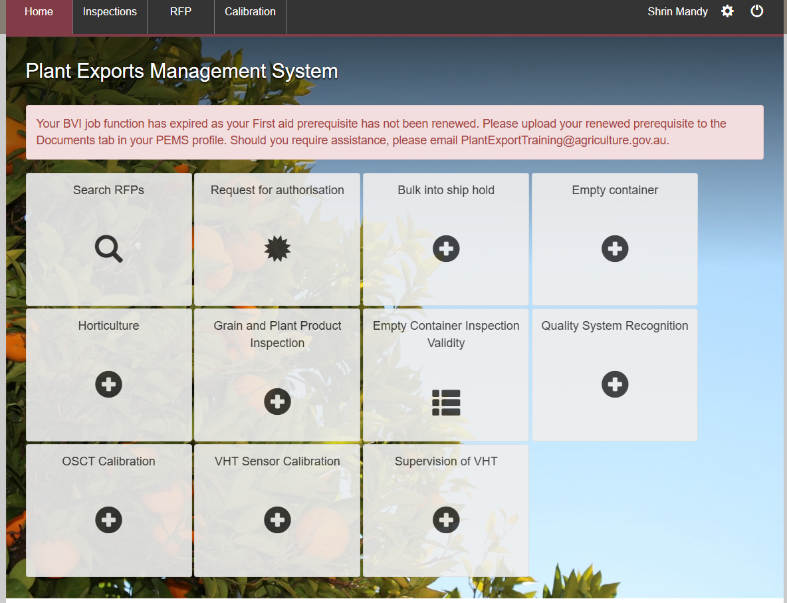 Home Inspections RFP Calibration Shrin Mandy
Plant Exports Management System
Your BVI job function has expired as your First aid prerequisite has not been renewed. Please upload your renewed prerequisite to the
Documents tab in your PEMS profile. Should you require assistance, please email PlantExportTraining@agriculture.gov.au.
Search RFPs
Request for authorisation
Bulk into ship hold
Empty container
Horticulture
Grain and Plant Product
Inspection
Empty Container Inspection
Validity
Quality System Recognition
OSCT Calibration
VHT Sensor Calibration
Supervision of VHT